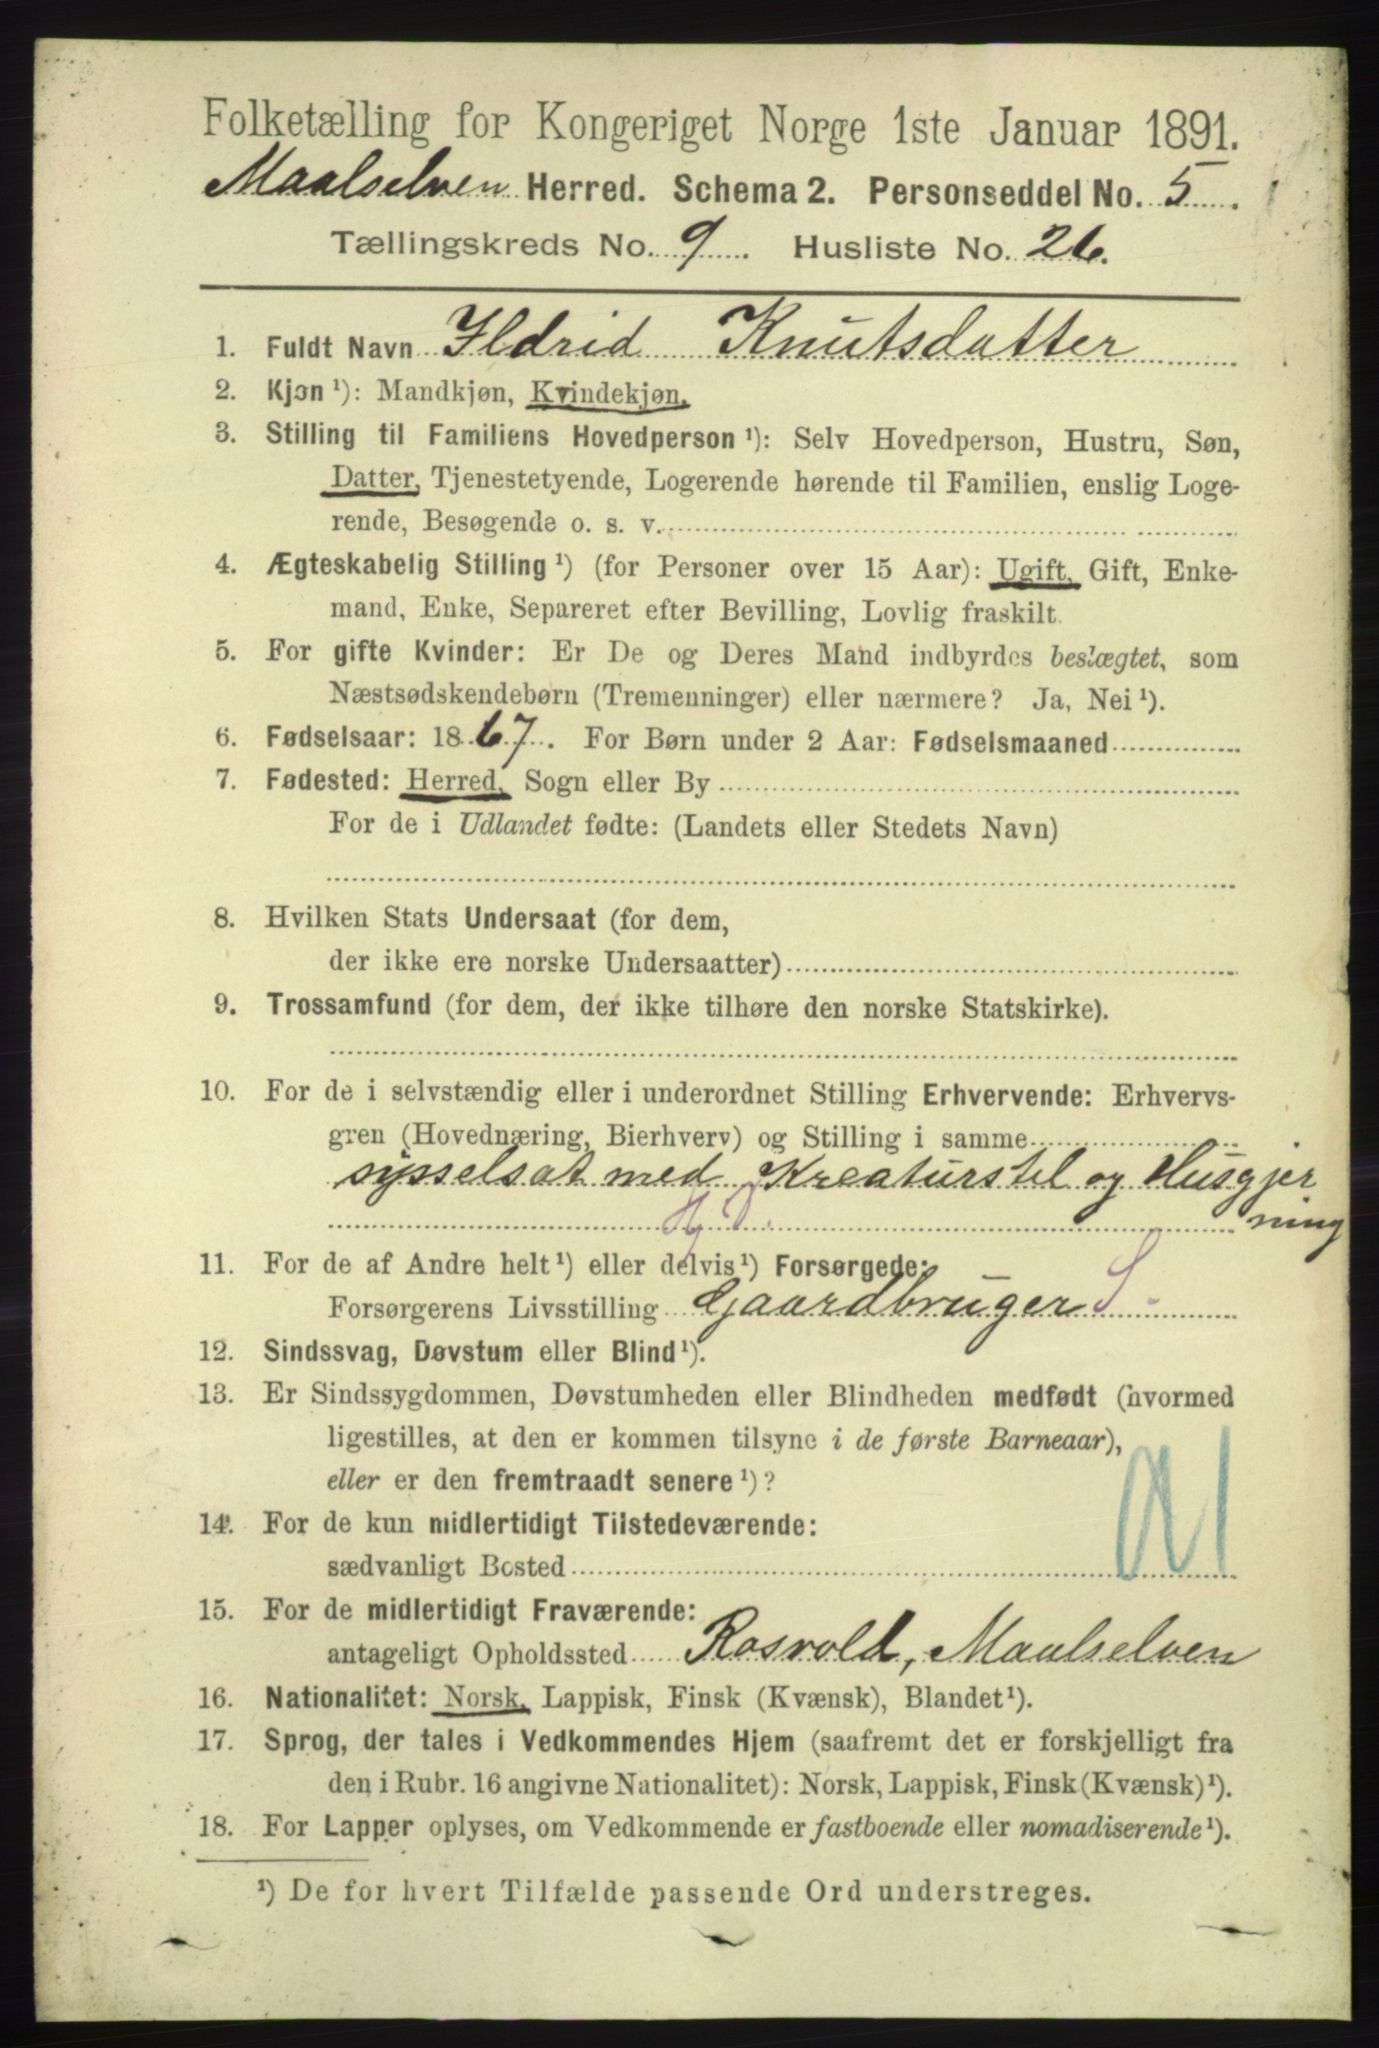 Folketælling for Kongeriget Norge 1ste Januar 1891.
Maalselven Herred. Schema 2. Personseddel No. 5.
Tællingskreds No. 9. Husliste No. 26.
1. Fuldt Navn Ildrid Knutsdatter
2. Kjøn ¹): Mandkjøn, Kvindekjøn.
3. Stilling til Familiens Hovedperson ¹): Selv Hovedperson, Hustru, Søn,
Datter, Tjenestetyende, Logerende hørende til Familien, enslig Loge-
rende, Besøgende o. s. v.
4. Ægteskabelig Stilling ¹) (for Personer over 15 Aar): Ugift, Gift, Enke-
mand, Enke, Separeret efter Bevilling, Lovlig fraskilt.
5. For gifte Kvinder: Er De og Deres Mand indbyrdes beslægtet, som
Næstsødskendebørn (Tremenninger) eller nærmere? Ja, Nei ¹).
6. Fødselsaar: 1867. For Børn under 2 Aar: Fødselsmaaned
7. Fødested: Herred, Sogn eller By
For de i Udlandet fødte: (Landets eller Stedets Navn)
8. Hvilken Stats Undersaat (for dem,
der ikke ere norske Undersaatter)
9. Trossamfund (for dem, der ikke tilhøre den norske Statskirke).
10. For de i selvstændig eller i underordnet Stilling Erhvervende: Erhvervs-
gren (Hovednæring, Bierhverv) og Stilling i samme
sysselsat med Kreaturstel og Husgjer
ning
11. For de af Andre helt ¹) eller delvis ¹) Forsørgede:
Forsørgerens Livsstilling Gaardbruger S.
12. Sindssvag, Døvstum eller Blind ¹).
13. Er Sindssygdommen, Døvstumheden eller Blindheden medfødt (hvormed
ligestilles, at den er kommen tilsyne i de første Barneaar),
eller er den fremtraadt senere ¹)?
14. For de kun midlertidigt Tilstedeværende:
sædvanligt Bosted
15. For de midlertidigt Fraværende:
antageligt Opholdssted Rosvold, Maalselven
16. Nationalitet: Norsk, Lappisk, Finsk (Kvænsk), Blandet ¹).
17. Sprog, der tales i Vedkommendes Hjem (saafremt det er forskjelligt fra
den i Rubr. 16 angivne Nationalitet): Norsk, Lappisk, Finsk (Kvænsk) ¹).
18. For Lapper oplyses, om Vedkommende er fastboende eller nomadiserende ¹).
¹) De for hvert Tilfælde passende Ord understreges.